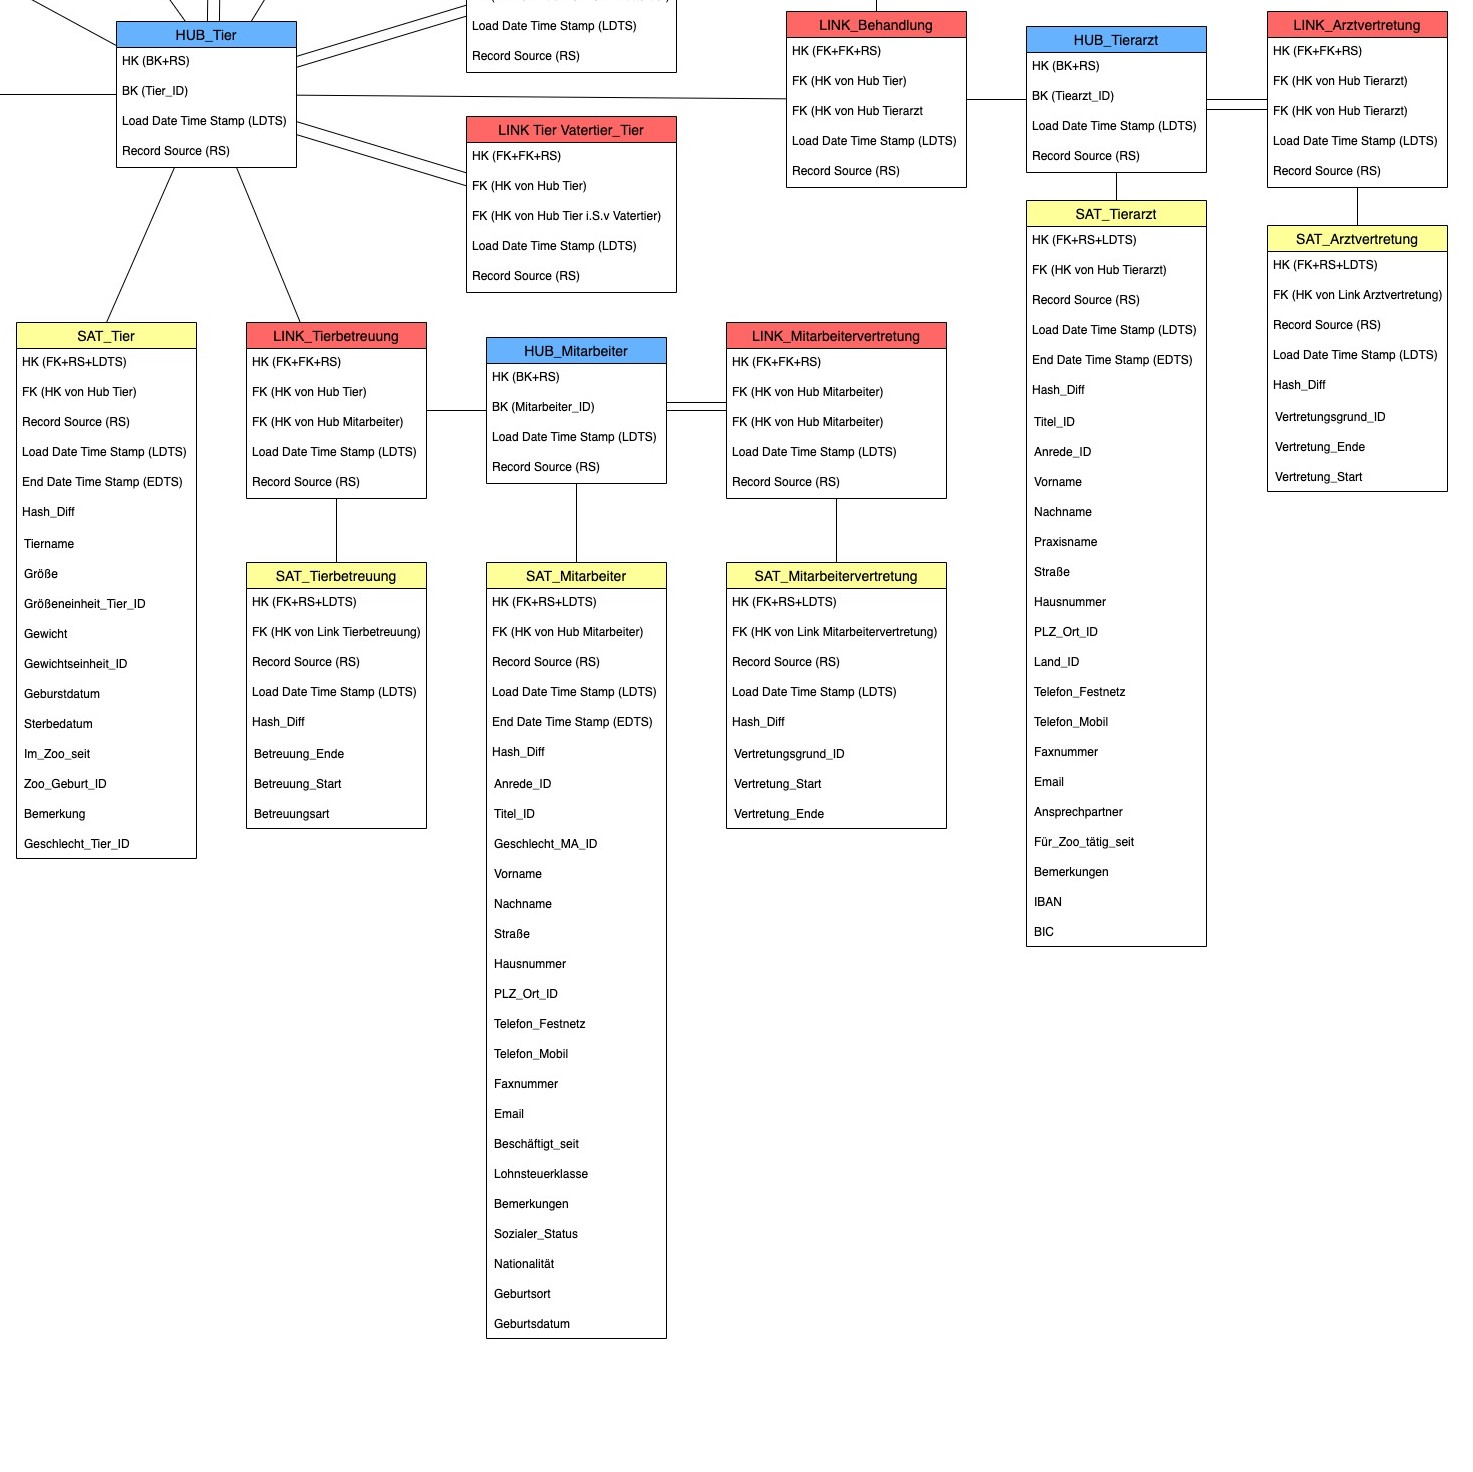 HUB_Tier
HK (BK+RS)
BK (Tier_ID)
Load Date Time Stamp (LDTS)
Record Source (RS)
Load Date Time Stamp (LDTS)
Record Source (RS)
LINK Tier Vatertier_Tier
HK (FK+FK+RS)
FK (HK von Hub Tier)
FK (HK von Hub Tier i.S.v Vatertier)
Load Date Time Stamp (LDTS)
Record Source (RS)
LINK_Behandlung
HK (FK+FK+RS)
FK (HK von Hub Tier)
FK (HK von Hub Tierarzt
Load Date Time Stamp (LDTS)
Record Source (RS)
HUB_Tierarzt
HK (BK+RS)
BK (Tiearzt_ID)
Load Date Time Stamp (LDTS)
Record Source (RS)
LINK_Arztvertretung
HK (FK+FK+RS)
FK (HK von Hub Tierarzt)
FK (HK von Hub Tierarzt)
Load Date Time Stamp (LDTS)
Record Source (RS)
SAT_Tierarzt
HK (FK+RS+LDTS)
FK (HK von Hub Tierarzt)
Record Source (RS)
Load Date Time Stamp (LDTS)
End Date Time Stamp (EDTS)
Hash_Diff
Titel_ID
Anrede_ID
Vorname
Nachname
Praxisname
Straße
Hausnummer
PLZ_Ort_ID
Land_ID
Telefon_Festnetz
Telefon_Mobil
Faxnummer
Email
Ansprechpartner
Für_Zoo_tätig_seit
Bemerkungen
IBAN
BIC
SAT_Arztvertretung
HK (FK+RS+LDTS)
FK (HK von Link Arztvertretung)
Record Source (RS)
Load Date Time Stamp (LDTS)
Hash_Diff
Vertretungsgrund_ID
Vertretung_Ende
Vertretung_Start
SAT_Tier
HK (FK+RS+LDTS)
FK (HK von Hub Tier)
Record Source (RS)
Load Date Time Stamp (LDTS)
End Date Time Stamp (EDTS)
Hash_Diff
Tiername
Größe
Größeneinheit_Tier_ID
Gewicht
Gewichtseinheit_ID
Geburstdatum
Sterbedatum
Im_Zoo_seit
Zoo_Geburt_ID
Bemerkung
Geschlecht_Tier_ID
LINK_Tierbetreuung
HK (FK+FK+RS)
FK (HK von Hub Tier)
FK (HK von Hub Mitarbeiter)
Load Date Time Stamp (LDTS)
Record Source (RS)
HUB_Mitarbeiter
HK (BK+RS)
BK (Mitarbeiter_ID)
Load Date Time Stamp (LDTS)
Record Source (RS)
LINK_Mitarbeitervertretung
HK (FK+FK+RS)
FK (HK von Hub Mitarbeiter)
FK (HK von Hub Mitarbeiter)
Load Date Time Stamp (LDTS)
Record Source (RS)
SAT_Tierbetreuung
HK (FK+RS+LDTS)
FK (HK von Link Tierbetreuung)
Record Source (RS)
Load Date Time Stamp (LDTS)
Hash_Diff
Betreuung_Ende
Betreuung_Start
Betreuungsart
SAT_Mitarbeiter
HK (FK+RS+LDTS)
FK (HK von Hub Mitarbeiter)
Record Source (RS)
Load Date Time Stamp (LDTS)
End Date Time Stamp (EDTS)
Hash_Diff
Anrede_ID
Titel_ID
Geschlecht_MA_ID
Vorname
Nachname
Straße
Hausnummer
PLZ_Ort_ID
Telefon_Festnetz
Telefon_Mobil
Faxnummer
Email
Beschäftigt_seit
Lohnsteuerklasse
Bemerkungen
Sozialer_Status
Nationalität
Geburtsort
Geburtsdatum
SAT_Mitarbeitervertretung
HK (FK+RS+LDTS)
FK (HK von Link Mitarbeitervertretung)
Record Source (RS)
Load Date Time Stamp (LDTS)
Hash_Diff
Vertretungsgrund_ID
Vertretung_Start
Vertretung_Ende